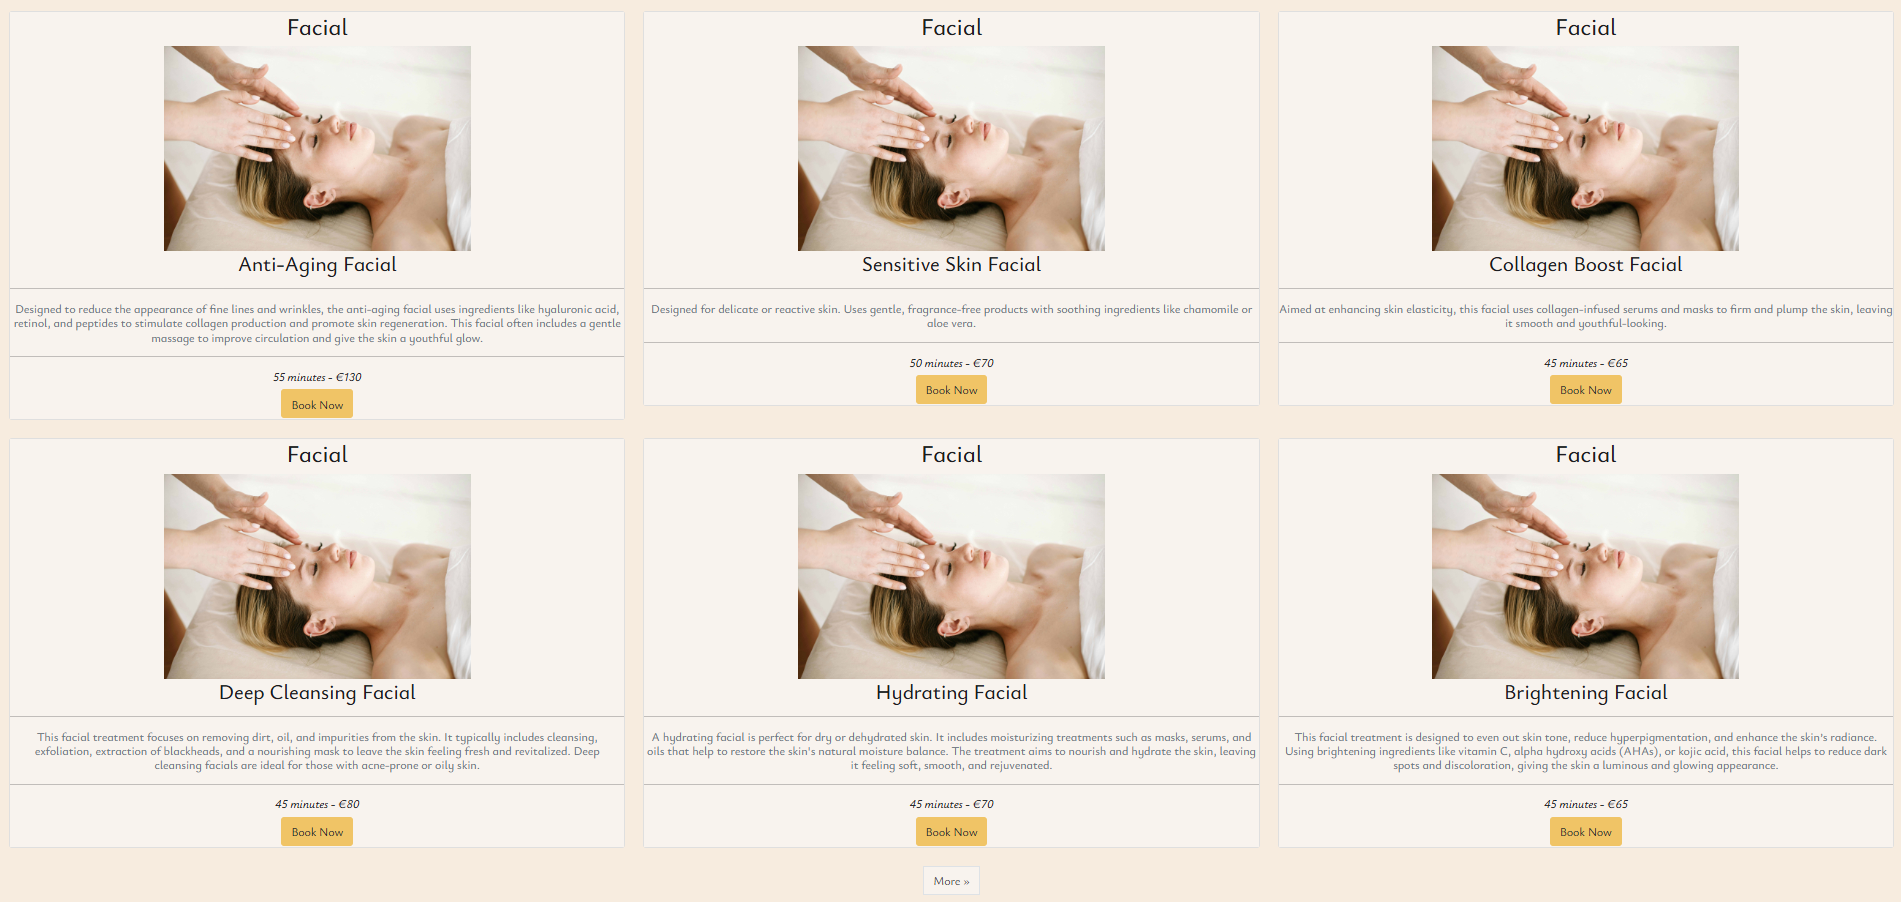 Facial
Anti-Aging Facial
Designed to reduce the appearance of fine lines and wrinkles, the anti-aging facial uses ingredients like hyaluronic acid,
retinol, and peptides to stimulate collagen production and promote skin regeneration. This facial often includes a gentle
massage to improve circulation and give the skin a youthful glow.
55 minutes - €130
Book Now
Facial
Sensitive Skin Facial
Designed for delicate or reactive skin. Uses gentle, fragrance-free products with soothing ingredients like chamomile or
aloe vera.
50 minutes - €70
Book Now
Facial
Collagen Boost Facial
Aimed at enhancing skin elasticity, this facial uses collagen-infused serums and masks to firm and plump the skin, leaving
it smooth and youthful-looking.
45 minutes - €65
Book Now
Facial
Deep Cleansing Facial
This facial treatment focuses on removing dirt, oil, and impurities from the skin. It typically includes cleansing,
exfoliation, extraction of blackheads, and a nourishing mask to leave the skin feeling fresh and revitalized. Deep
cleansing facials are ideal for those with acne-prone or oily skin.
45 minutes - €80
Book Now
Facial
Hydrating Facial
A hydrating facial is perfect for dry or dehydrated skin. It includes moisturizing treatments such as masks, serums, and
oils that help to restore the skin's natural moisture balance. The treatment aims to nourish and hydrate the skin, leaving
it feeling soft, smooth, and rejuvenated.
45 minutes - €70
Book Now
Facial
Brightening Facial
This facial treatment is designed to even out skin tone, reduce hyperpigmentation, and enhance the skin's radiance.
Using brightening ingredients like vitamin C, alpha hydroxy acids (AHAs), or kojic acid, this facial helps to reduce dark
spots and discoloration, giving the skin a luminous and glowing appearance.
45 minutes - €65
Book Now
More »